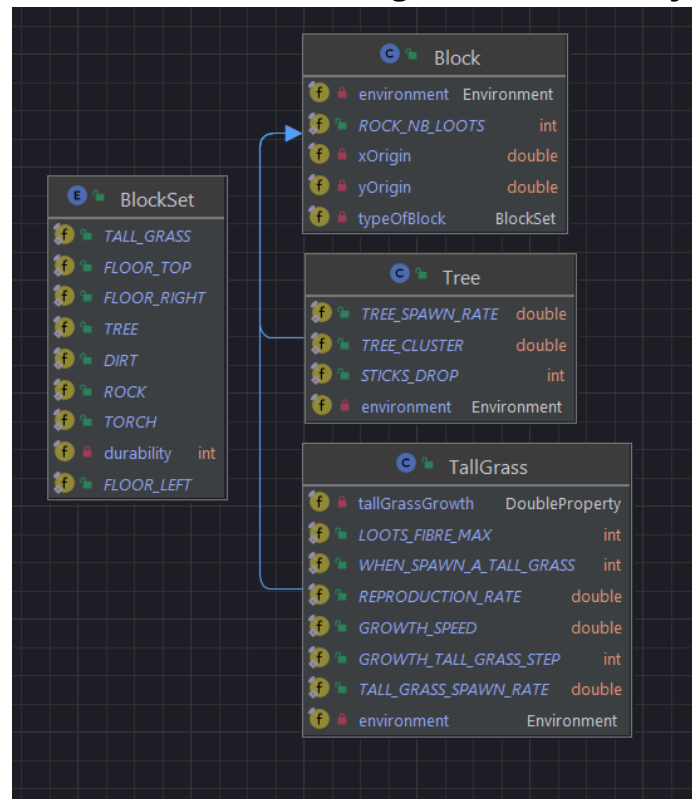 Block
environment Environment
ROCK_NB_LOOTS int
xOrigin double
yOrigin double
typeOfBlock BlockSet
BlockSet
TALL_GRASS
FLOOR_TOP
FLOOR_RIGHT
TREE
DIRT
ROCK
TORCH
durability int
FLOOR_LEFT
Tree
TREE_SPAWN_RATE double
TREE_CLUSTER double
STICKS_DROP int
environment Environment
TallGrass
tallGrassGrowth DoubleProperty
LOOTS_FIBRE_MAX int
WHEN_SPAWN_A_TALL_GRASS int
REPRODUCTION_RATE double
GROWTH_SPEED double
GROWTH_TALL_GRASS_STEP int
TALL_GRASS_SPAWN_RATE double
environment Environment